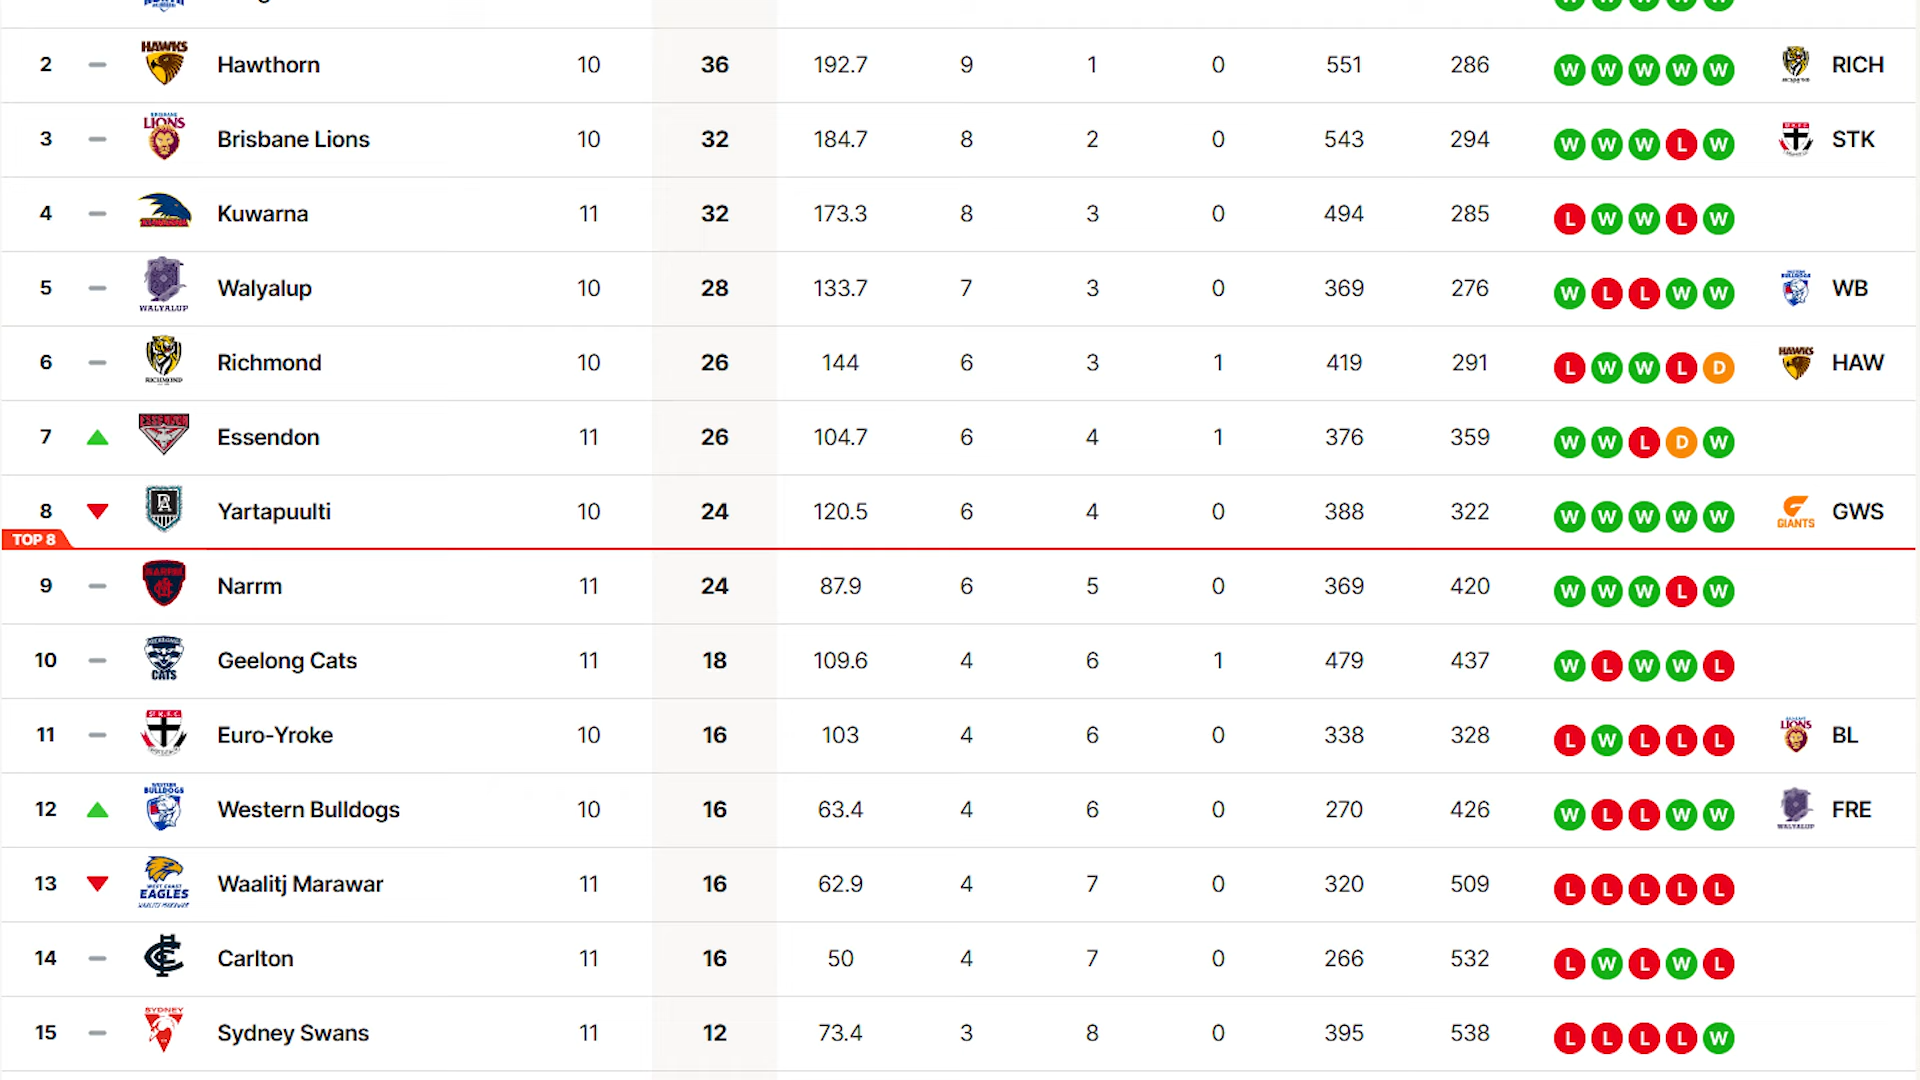 W W W W W
2 Hawthorn 10 36 192.7 9 1 0 551 286 W W W W W RICH
3 Brisbane Lions 10 32 184.7 8 2 0 543 294 W W W L W STK
4 Kuwarna 11 32 173.3 8 3 0 494 285 L W W L W
5 Walyalup 10 28 133.7 7 3 0 369 276 W L L W W WB
6 Richmond 10 26 144 6 3 1 419 291 L W W L D HAW
7 Essendon 11 26 104.7 6 4 1 376 359 W W L D W
8 Yartapuulti 10 24 120.5 6 4 0 388 322 W W W W W GWS
TOP 8
9 Narrm 11 24 87.9 6 5 0 369 420 W W W L W
10 Geelong Cats 11 18 109.6 4 6 1 479 437 W L W W L
11 Euro-Yroke 10 16 103 4 6 0 338 328 L W L L L BL
12 Western Bulldogs 10 16 63.4 4 6 0 270 426 W L L W W FRE
13 Waalitj Marawar 11 16 62.9 4 7 0 320 509 L L L L L
14 Carlton 11 16 50 4 7 0 266 532 L W L W L
15 Sydney Swans 11 12 73.4 3 8 0 395 538 L L L L W